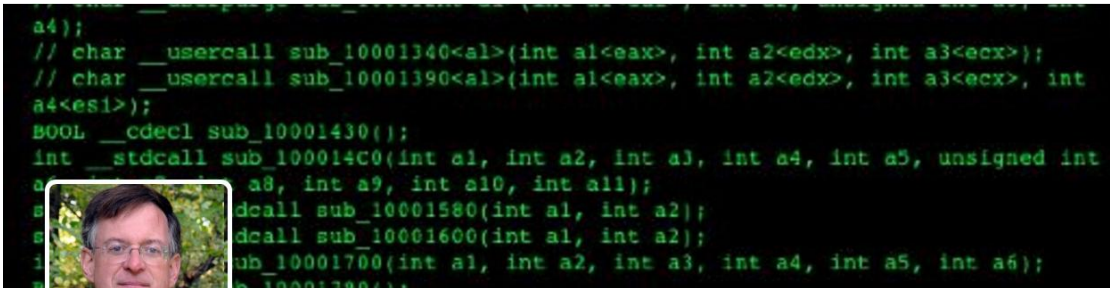 a4);
// char __usercall sub_10001340<al>(int a1<eax>, int a2<edx>, int a3<ecx>);
// char __usercall sub_10001390<al>(int a1<eax>, int a2<edx>, int a3<ecx>, int
a4<esi>);
BOOL __cdecl sub_10001430();
int __stdcall sub_100014C0(int a1, int a2, int a3, int a4, int a5, unsigned int
a8, int a9, int a10, int a11);
dcall sub_10001580(int a1, int a2);
dcall sub_10001600(int a1, int a2);
ub_10001700(int a1, int a2, int a3, int a4, int a5, int a6);